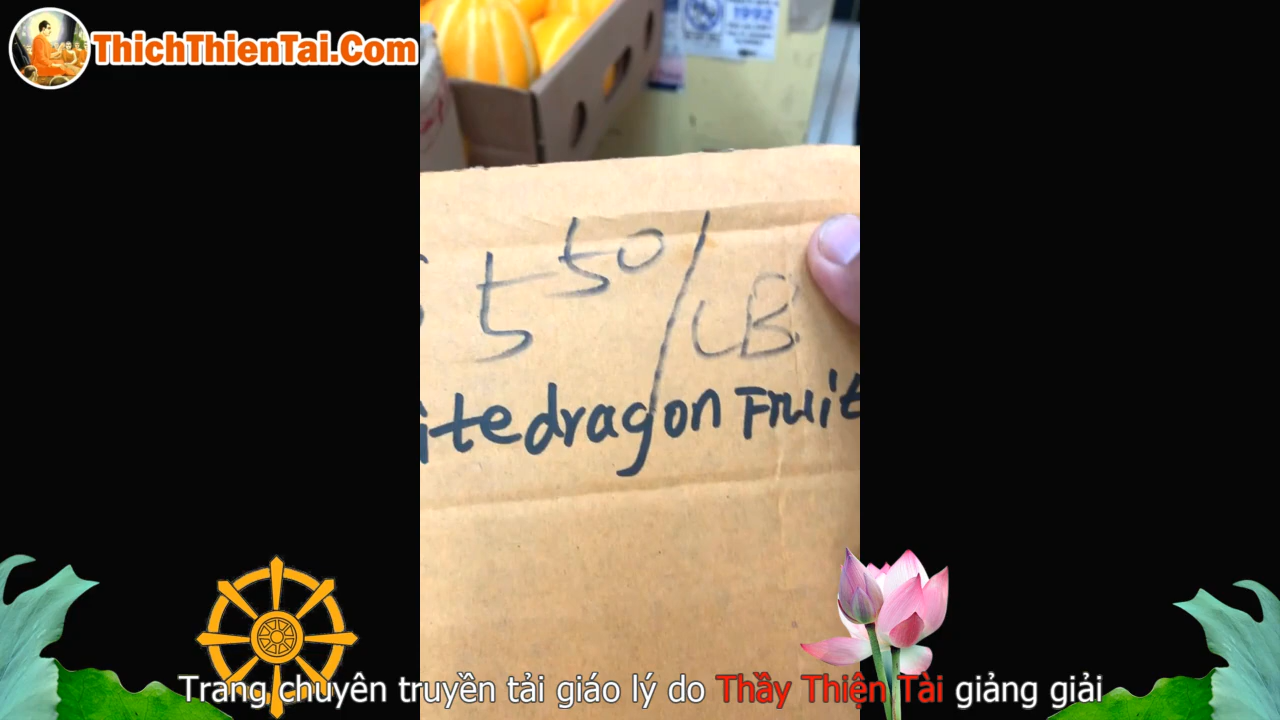 ThichThienTai.Com
1992
5 50/LB
itedragon Fruit
Trang chuyên truyền tải giáo lý do Thầy Thiện Tài giảng giải